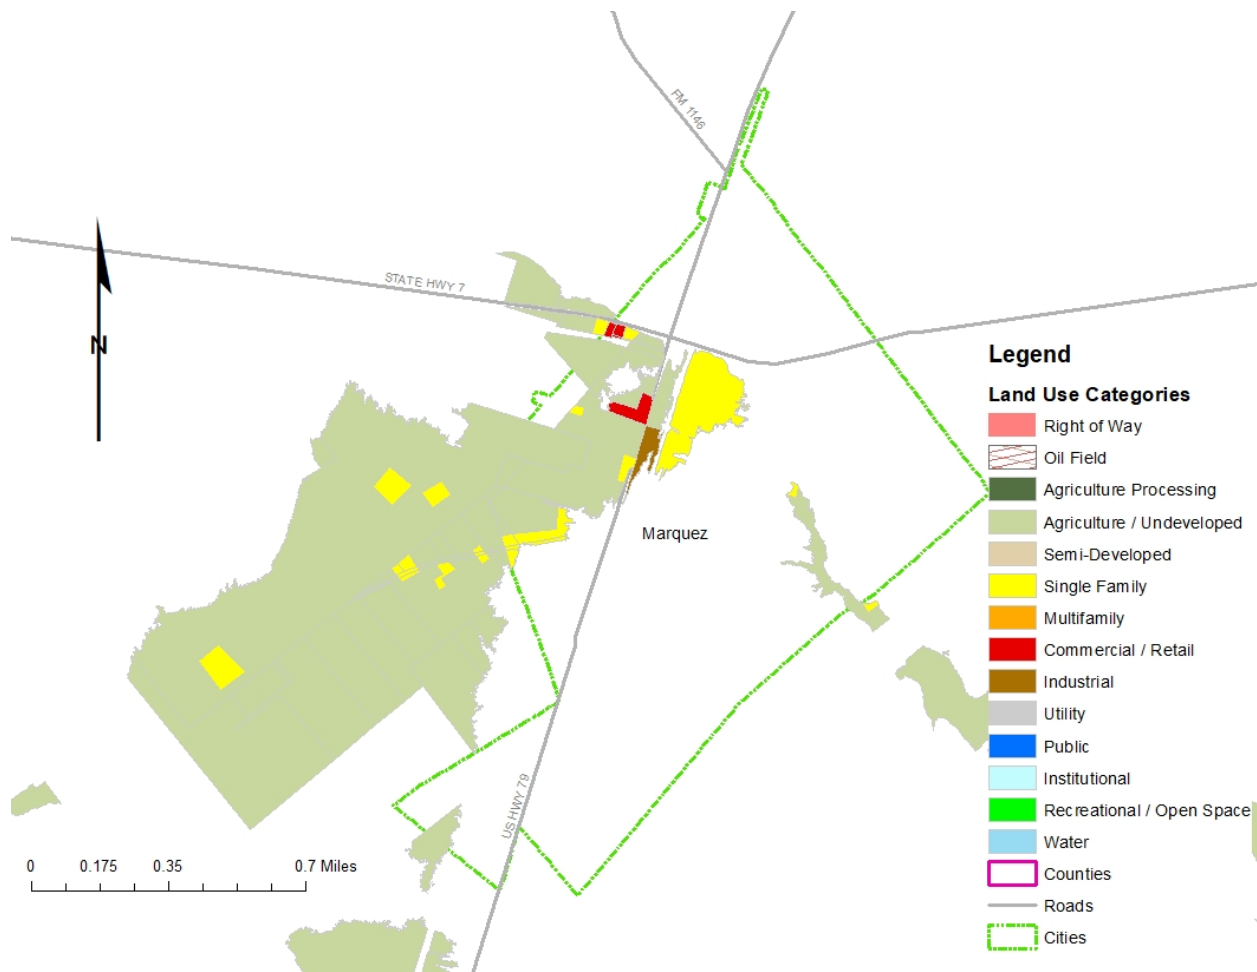 FM 1146
STATE HWY 7
N
Marquez
US HWY 79
0 0.175 0.35 0.7 Miles
Legend
Land Use Categories
Right of Way
Oil Field
Agriculture Processing
Agriculture / Undeveloped
Semi-Developed
Single Family
Multifamily
Commercial / Retail
Industrial
Utility
Public
Institutional
Recreational / Open Space
Water
Counties
Roads
Cities